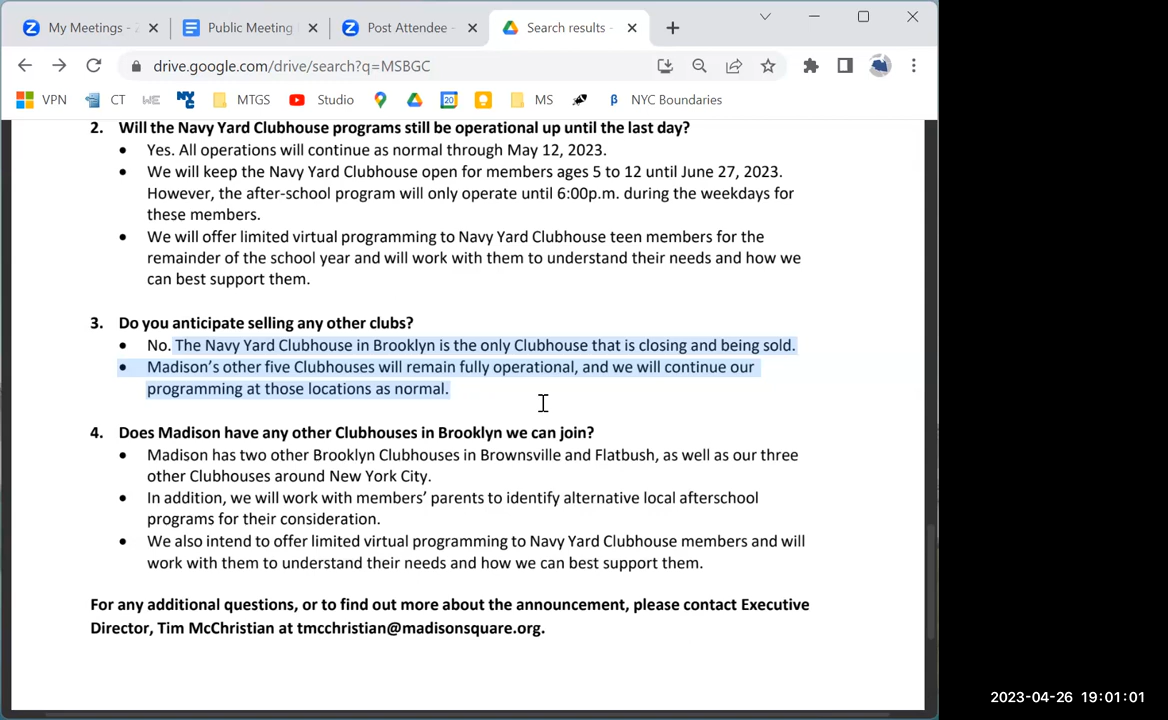 My Meetings -
Public Meeting
Post Attendee -
Search results -
drive.google.com/drive/search?q=MSBGC
VPN
CT
WE
NYC
MTGS
Studio
20
MS
β NYC Boundaries
2. Will the Navy Yard Clubhouse programs still be operational up until the last day?
• Yes. All operations will continue as normal through May 12, 2023.
• We will keep the Navy Yard Clubhouse open for members ages 5 to 12 until June 27, 2023.
However, the after-school program will only operate until 6:00p.m. during the weekdays for
these members.
• We will offer limited virtual programming to Navy Yard Clubhouse teen members for the
remainder of the school year and will work with them to understand their needs and how we
can best support them.
3. Do you anticipate selling any other clubs?
• No. The Navy Yard Clubhouse in Brooklyn is the only Clubhouse that is closing and being sold.
• Madison's other five Clubhouses will remain fully operational, and we will continue our
programming at those locations as normal.
4. Does Madison have any other Clubhouses in Brooklyn we can join?
• Madison has two other Brooklyn Clubhouses in Brownsville and Flatbush, as well as our three
other Clubhouses around New York City.
• In addition, we will work with members' parents to identify alternative local afterschool
programs for their consideration.
• We also intend to offer limited virtual programming to Navy Yard Clubhouse members and will
work with them to understand their needs and how we can best support them.
For any additional questions, or to find out more about the announcement, please contact Executive
Director, Tim McChristian at tmcchristian@madisonsquare.org.
2023-04-26 19:01:01